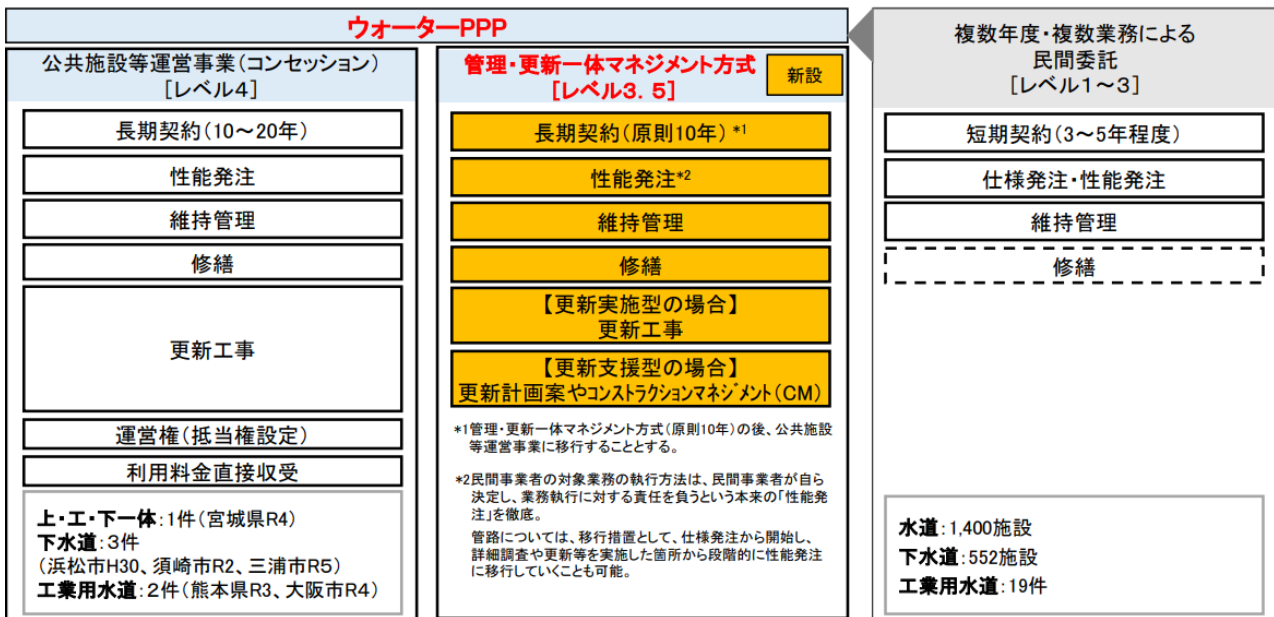 ウォーターPPP
公共施設等運営事業(コンセッション)
[レベル4]
長期契約(10~20年)
性能発注
維持管理
修繕
更新工事
運営権(抵当権設定)
利用料金直接収受
上・工・下一体:1件(宮城県R4)
下水道:3件
(浜松市H30、須崎市R2、三浦市R5)
工業用水道:2件(熊本県R3、大阪市R4)
管理・更新一体マネジメント方式
[レベル3.5]
新設
長期契約(原則10年)*1
性能発注*2
維持管理
修繕
【更新実施型の場合】
更新工事
【更新支援型の場合】
更新計画案やコンストラクションマネジメント(CM)
*1管理・更新一体マネジメント方式(原則10年)の後、公共施設
等運営事業に移行することとする。
*2民間事業者の対象業務の執行方法は、民間事業者が自ら
決定し、業務執行に対する責任を負うという本来の「性能発
注」を徹底。
管路については、移行措置として、仕様発注から開始し、
詳細調査や更新等を実施した箇所から段階的に性能発注
に移行していくことも可能。
複数年度・複数業務による
民間委託
[レベル1~3]
短期契約(3~5年程度)
仕様発注・性能発注
維持管理
修繕
水道:1,400施設
下水道:552施設
工業用水道:19件